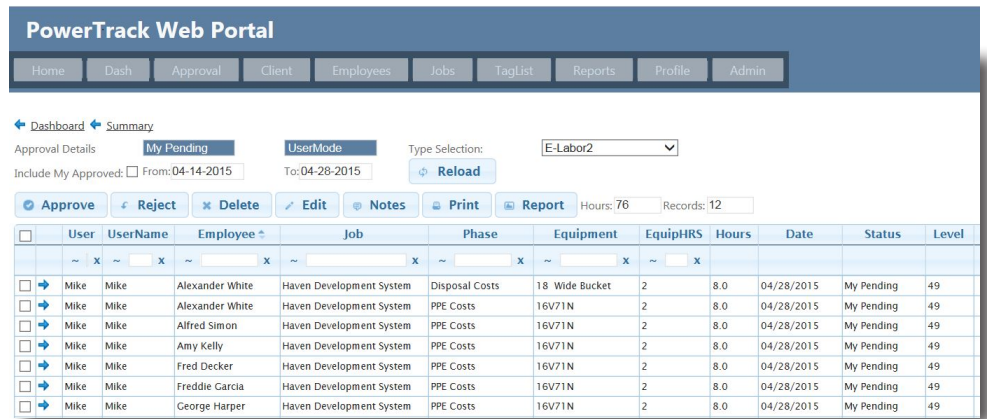 PowerTrack Web Portal
Home Dash Approval Client Employees Jobs TagList Reports Profile Admin
Dashboard Summary
Approval Details My Pending UserMode Type Selection: E-Labor2
Include My Approved: From: 04-14-2015 To: 04-28-2015 Reload
Approve Reject Delete Edit Notes Print Report Hours: 76 Records: 12
User UserName Employee Job Phase Equipment EquipHRS Hours Date Status Level
~ x ~ x ~ x ~ x ~ x ~ x ~ x
Mike Mike Alexander White Haven Development System Disposal Costs 18 Wide Bucket 2 8.0 04/28/2015 My Pending 49
Mike Mike Alexander White Haven Development System PPE Costs 16V71N 2 8.0 04/28/2015 My Pending 49
Mike Mike Alfred Simon Haven Development System PPE Costs 16V71N 2 8.0 04/28/2015 My Pending 49
Mike Mike Amy Kelly Haven Development System PPE Costs 16V71N 2 8.0 04/28/2015 My Pending 49
Mike Mike Fred Decker Haven Development System PPE Costs 16V71N 2 8.0 04/28/2015 My Pending 49
Mike Mike Freddie Garcia Haven Development System PPE Costs 16V71N 2 8.0 04/28/2015 My Pending 49
Mike Mike George Harper Haven Development System PPE Costs 16V71N 2 8.0 04/28/2015 My Pending 49